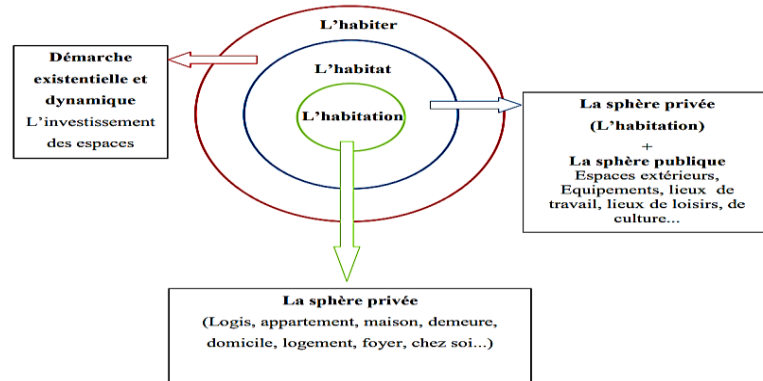 L'habiter
L'habitat
L'habitation
Démarche
existentielle et
dynamique
L'investissement
des espaces
La sphère privée
(L'habitation)
+
La sphère publique
Espaces extérieurs,
Equipements, lieux de
travail, lieux de loisirs, de
culture...
La sphère privée
(Logis, appartement, maison, demeure,
domicile, logement, foyer, chez soi...)